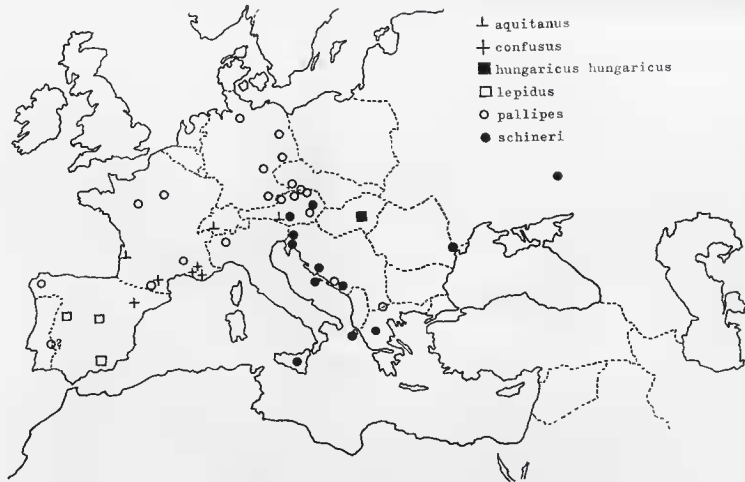 aquitanus
confusus
hungaricus hungaricus
lepidus
pallipes
schineri
?